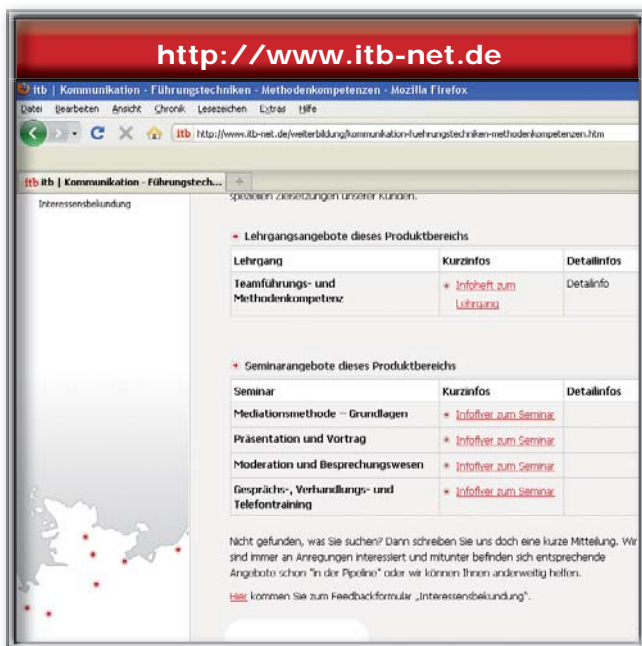 http://www.itb-net.de
itb | Kommunikation - Führungstechniken - Methodenkompetenzen - Mozilla Firefox
Datei Bearbeiten Ansicht Chronik Lesezeichen Extras Hilfe
itb http://www.itb-net.de/weiterbildung/kommunikation-fuehrungstechniken-methodenkompetenzen.htm
itb itb | Kommunikation - Führungstech...
Interessensbekundung
speziellen Zielsetzungen unserer Kunden.
Lehrgangsangebote dieses Produktbereichs
Lehrgang Kurzinfos Detailinfos
Teamführungs- und Infoheft zum Detailinfo
Methodenkompetenz Lehrgang
Seminarangebote dieses Produktbereichs
Seminar Kurzinfos Detailinfos
Mediationsmethode – Grundlagen Infoflyer zum Seminar
Präsentation und Vortrag Infoflyer zum Seminar
Moderation und Besprechungswesen Infoflyer zum Seminar
Gesprächs-, Verhandlungs- und Infoflyer zum Seminar
Telefontraining
Nicht gefunden, was Sie suchen? Dann schreiben Sie uns doch eine kurze Mitteilung. Wir
sind immer an Anregungen interessiert und mitunter befinden sich entsprechende
Angebote schon "in der Pipeline" oder wir können Ihnen anderweitig helfen.
Hier kommen Sie zum Feedbackformular „Interessensbekundung".